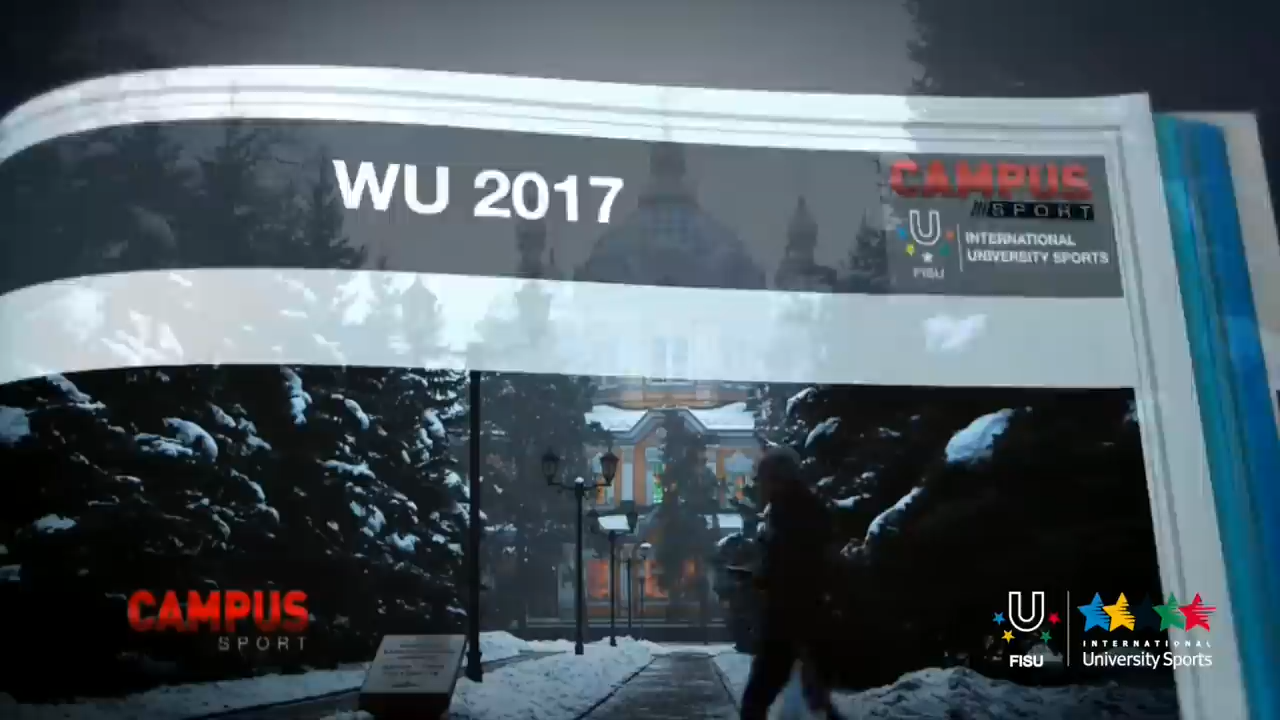 WU 2017
CAMPUS
SPORT
U
FISU
INTERNATIONAL
UNIVERSITY SPORTS
CAMPUS
SPORT
U
FISU
INTERNATIONAL
University Sports